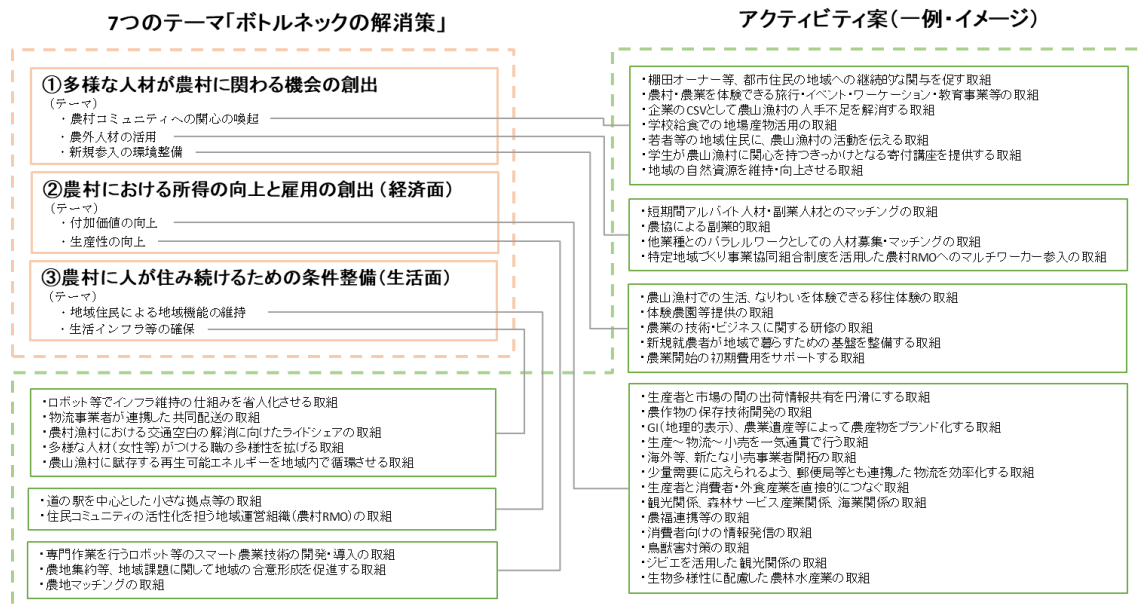 7つのテーマ「ボトルネックの解消策」
①多様な人材が農村に関わる機会の創出
(テーマ)
・農村コミュニティへの関心の喚起
・農外人材の活用
・新規参入の環境整備
②農村における所得の向上と雇用の創出(経済面)
(テーマ)
・付加価値の向上
・生産性の向上
③農村に人が住み続けるための条件整備(生活面)
(テーマ)
・地域住民による地域機能の維持
・生活インフラ等の確保
・ロボット等でインフラ維持の仕組みを省人化させる取組
・物流事業者が連携した共同配送の取組
・農村漁村における交通空白の解消に向けたライドシェアの取組
・多様な人材(女性等)がつける職の多様性を拡げる取組
・農山漁村に賦存する再生可能エネルギーを地域内で循環させる取組
・道の駅を中心とした小さな拠点等の取組
・住民コミュニティの活性化を担う地域運営組織(農村RMO)の取組
・専門作業を行うロボット等のスマート農業技術の開発・導入の取組
・農地集約等、地域課題に関して地域の合意形成を促進する取組
・農地マッチングの取組
アクティビティ案(一例・イメージ)
・棚田オーナー等、都市住民の地域への継続的な関与を促す取組
・農村・農業を体験できる旅行・イベント・ワーケーション・教育事業等の取組
・企業のCSVとして農山漁村の人手不足を解消する取組
・学校給食での地場産物活用の取組
・若者等の地域住民に、農山漁村の活動を伝える取組
・学生が農山漁村に関心を持つきっかけとなる寄付講座を提供する取組
・地域の自然資源を維持・向上させる取組
・短期間アルバイト人材・副業人材とのマッチングの取組
・農協による副業的取組
・他業種とのパラレルワークとしての人材募集・マッチングの取組
・特定地域づくり事業協同組合制度を活用した農村RMOへのマルチワーカー参入の取組
・農山漁村での生活、なりわいを体験できる移住体験の取組
・体験農園等提供の取組
・農業の技術・ビジネスに関する研修の取組
・新規就農者が地域で暮らすための基盤を整備する取組
・農業開始の初期費用をサポートする取組
・生産者と市場の間の出荷情報共有を円滑にする取組
・農作物の保存技術開発の取組
・GI(地理的表示)、農業遺産等によって農産物をブランド化する取組
・生産~物流~小売を一気通貫で行う取組
・海外等、新たな小売事業者開拓の取組
・少量需要に応えられるよう、郵便局等とも連携した物流を効率化する取組
・生産者と消費者・外食産業を直接的につなぐ取組
・観光関係、森林サービス産業関係、海業関係の取組
・農福連携等の取組
・消費者向けの情報発信の取組
・鳥獣害対策の取組
・ジビエを活用した観光関係の取組
・生物多様性に配慮した農林水産業の取組